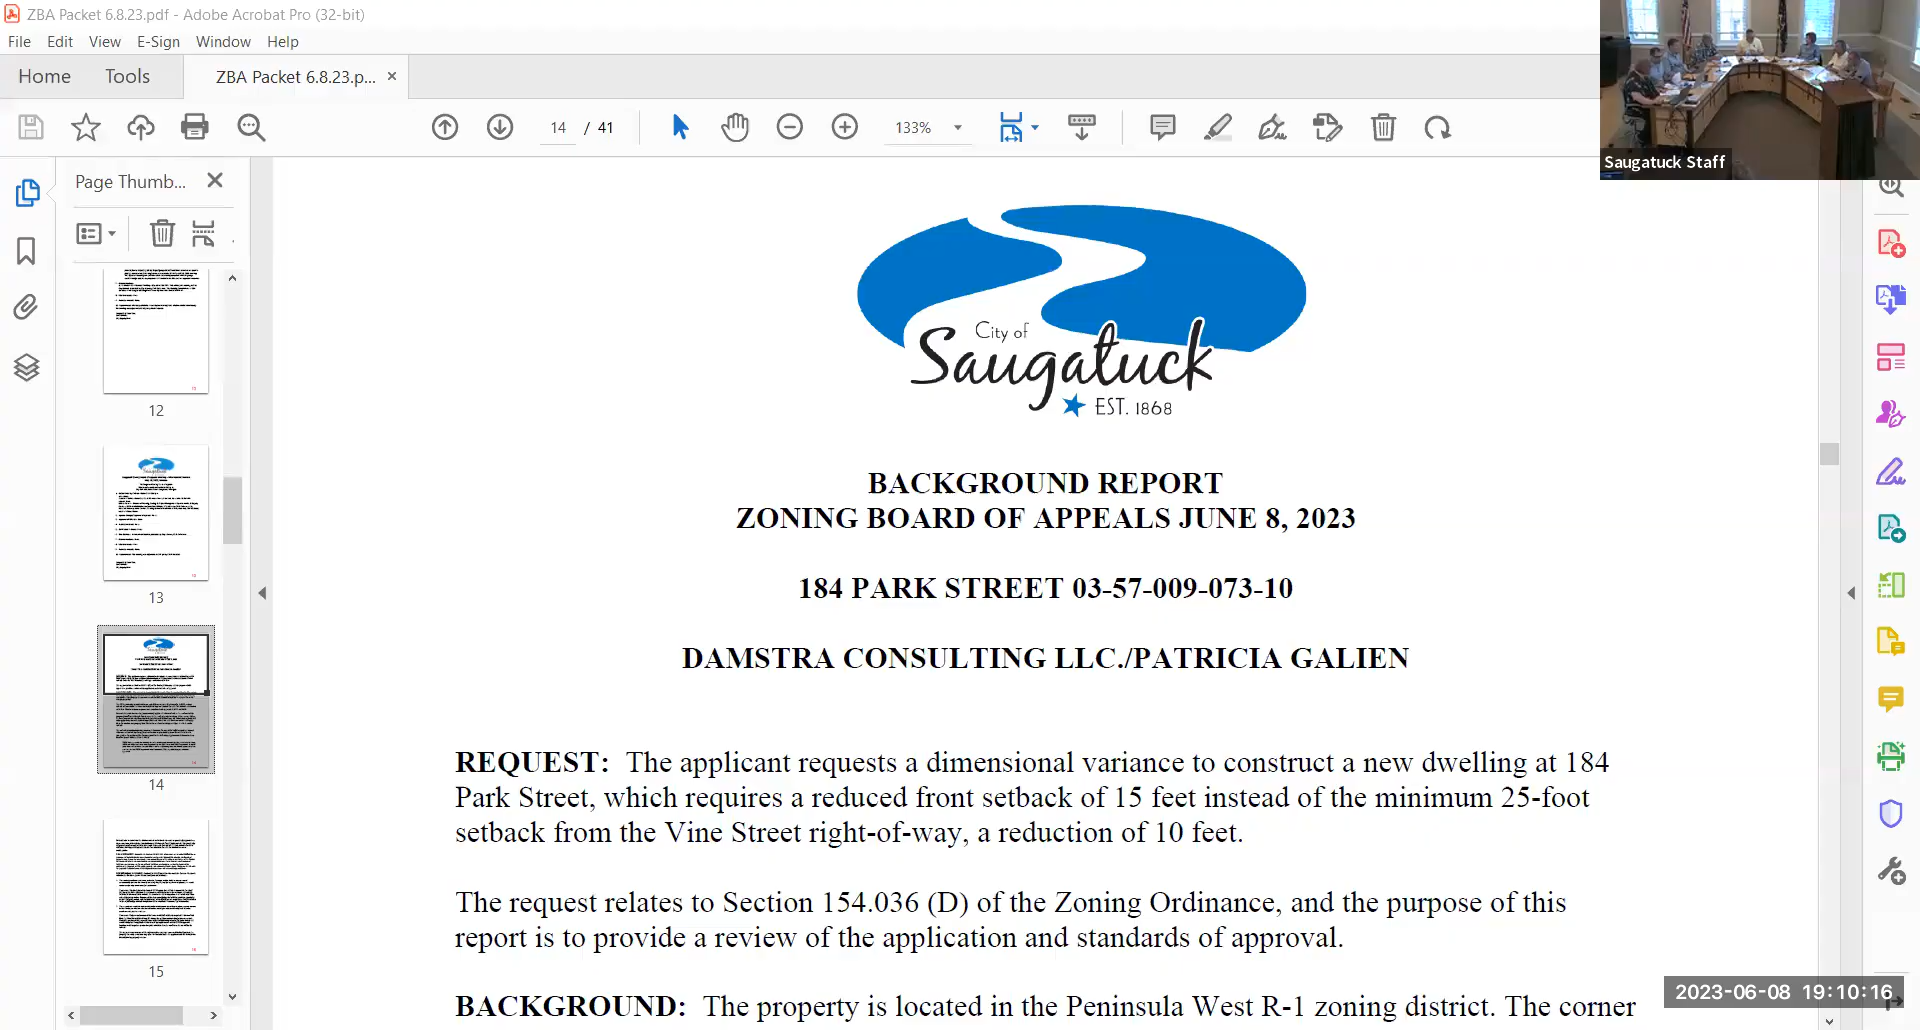 ZBA Packet 6.8.23.pdf - Adobe Acrobat Pro (32-bit)
File Edit View E-Sign Window Help
Home Tools ZBA Packet 6.8.23.p... ×
14 / 41 133%
Saugatuck Staff
Page Thumb...
12
13
14
15
City of
Saugatuck
EST. 1868
BACKGROUND REPORT
ZONING BOARD OF APPEALS JUNE 8, 2023
184 PARK STREET 03-57-009-073-10
DAMSTRA CONSULTING LLC./PATRICIA GALIEN
REQUEST: The applicant requests a dimensional variance to construct a new dwelling at 184
Park Street, which requires a reduced front setback of 15 feet instead of the minimum 25-foot
setback from the Vine Street right-of-way, a reduction of 10 feet.
The request relates to Section 154.036 (D) of the Zoning Ordinance, and the purpose of this
report is to provide a review of the application and standards of approval.
BACKGROUND: The property is located in the Peninsula West R-1 zoning district. The corner
2023-06-08 19:10:16